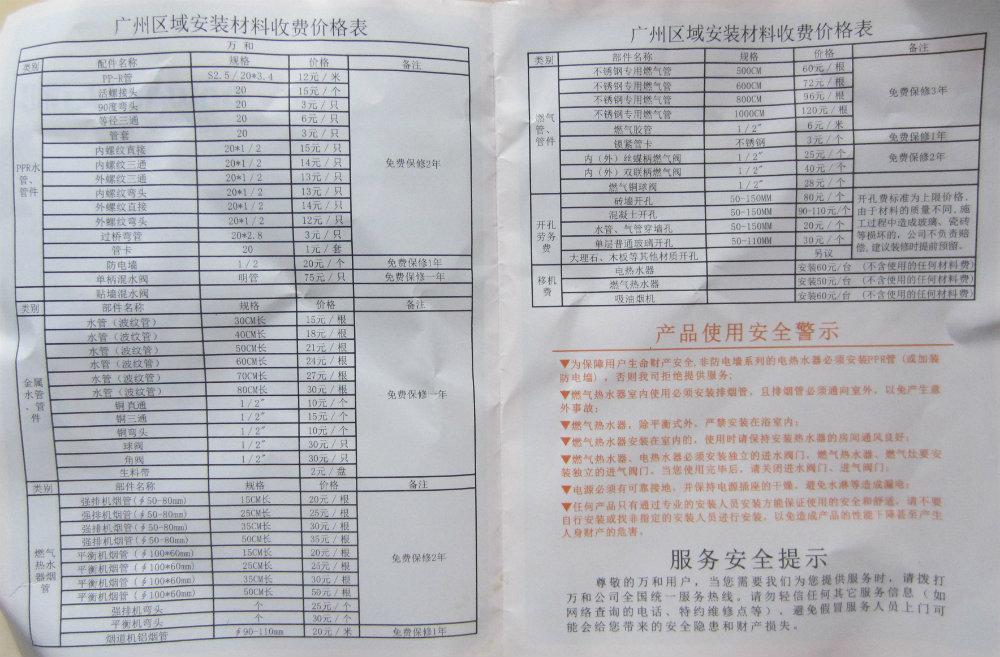 广州区域安装材料收费价格表
万和
类别 配件名称 规格 价格 备注
PP-R管 S2.5/20*3.4 12元/米
活螺接头 20 15元/个
90度弯头 20 3元/只
等径三通 20 6元/只
管套 20 3元/只
内螺纹直接 20*1/2 15元/只
PPR水管、管件 内螺纹三通 20*1/2 14元/只 免费保修2年
外螺纹三通 20*1/2 13元/只
内螺纹弯头 20*1/2 13元/只
外螺纹直接 20*1/2 14元/只
外螺纹弯头 20*1/2 12元/只
过桥弯管 20*2.8 3元/只
管卡 20 1元/套
防电墙 1/2 20元/个 免费保修1年
单柄混水阀 明管 75元/只 免费保修一年
贴墙混水阀
类别 部件名称 规格 价格 备注
水管(波纹管) 30CM长 15元/根
水管(波纹管) 40CM长 18元/根
水管(波纹管) 50CM长 21元/根
水管(波纹管) 60CM长 24元/根
水管(波纹管) 70CM长 27元/根
金属水管、管件 水管(波纹管) 80CM长 30元/根 免费保修一年
铜直通 1/2″ 10元/个
铜三通 1/2″ 15元/个
铜弯头 1/2″ 10元/个
球阀 1/2″ 30元/只
角阀 1/2″ 30元/只
生料带 2元/盘
类别 部件名称 规格 价格 备注
强排机烟管(∮50-80mm) 15CM长 20元/根
强排机烟管(∮50-80mm) 25CM长 25元/根
强排机烟管(∮50-80mm) 35CM长 30元/根
强排机烟管(∮50-80mm) 50CM长 35元/根
燃气热水器烟管 平衡机烟管(∮100*60mm) 15CM长 20元/根 免费保修2年
平衡机烟管(∮100*60mm) 25CM长 25元/根
平衡机烟管(∮100*60mm) 35CM长 30元/根
平衡机烟管(∮100*60mm) 50CM长 50元/根
强排机弯头 个 25元/个
平衡机弯头 个 30元/个
烟道机铝烟管 ∮90-110mm 20元/米 免费保修1年
广州区域安装材料收费价格表
类别 部件名称 规格 价格 备注
不锈钢专用燃气管 500CM 60元/根
不锈钢专用燃气管 600CM 72元/根 免费保修3年
不锈钢专用燃气管 800CM 96元/根
不锈钢专用燃气管 1000CM 120元/根
燃气管、管件 燃气胶管 1/2″ 6元/米
锁紧管卡 不锈钢 3元/个 免费保修1年
内(外)丝螺柄燃气阀 1/2″ 25元/个 免费保修2年
内(外)双联柄燃气阀 1/2″ 40元/个
燃气铜球阀 1/2″ 28元/个
开孔劳务费 砖墙开孔 50-150MM 80元/个 开孔费标准为上限价格,
混凝土开孔 50-150MM 90-110元/个 由于材料的质量不同,施
水管、气管穿墙孔 50-150MM 20元/个 工过程中造成玻璃、瓷砖
单层普通玻璃开孔 50-110MM 30元/个 等损坏的,公司不负责赔
大理石、木板等其他材质开孔 另议 偿,建议装修时提前预留。
移机费 电热水器 安装60元/台 (不含使用的任何材料费)
燃气热水器 安装50元/台 (不含使用的任何材料费)
吸油烟机 安装60元/台 (不含使用的任何材料费)
产品使用安全警示
▼为保障用户生命财产安全,非防电墙系列的电热水器必须安装PPR管(或加装
防电墙),否则我司拒绝提供服务;
▼燃气热水器室内使用必须安装排烟管,且排烟管必须通向室外,以免产生意
外事故;
▼燃气热水器,除平衡式外,严禁安装在浴室内;
▼燃气热水器安装在室内的,使用时请保持安装热水器的房间通风良好;
▼燃气热水器、电热水器必须安装独立的进水阀门,燃气热水器、燃气灶要安
装独立的进气阀门。当您使用完毕后,请关闭进水阀门、进气阀门;
▼电源必须有可靠接地,并保持电源插座的干燥,避免水淋等造成漏电;
▼任何产品只有通过专业的安装人员安装方能保证使用的安全和舒适,请不要
自行安装或找非指定的安装人员进行安装,以免造成产品的性能下降甚至产生
人身财产的危害。
服务安全提示
尊敬的万和用户,当您需要我们为您提供服务时,请拨打
万和公司全国统一服务热线。请勿轻信任何其它服务信息(如
网络查询的电话、特约维修点等),避免假冒服务人员上门可
能会给您带来的安全隐患和财产损失。